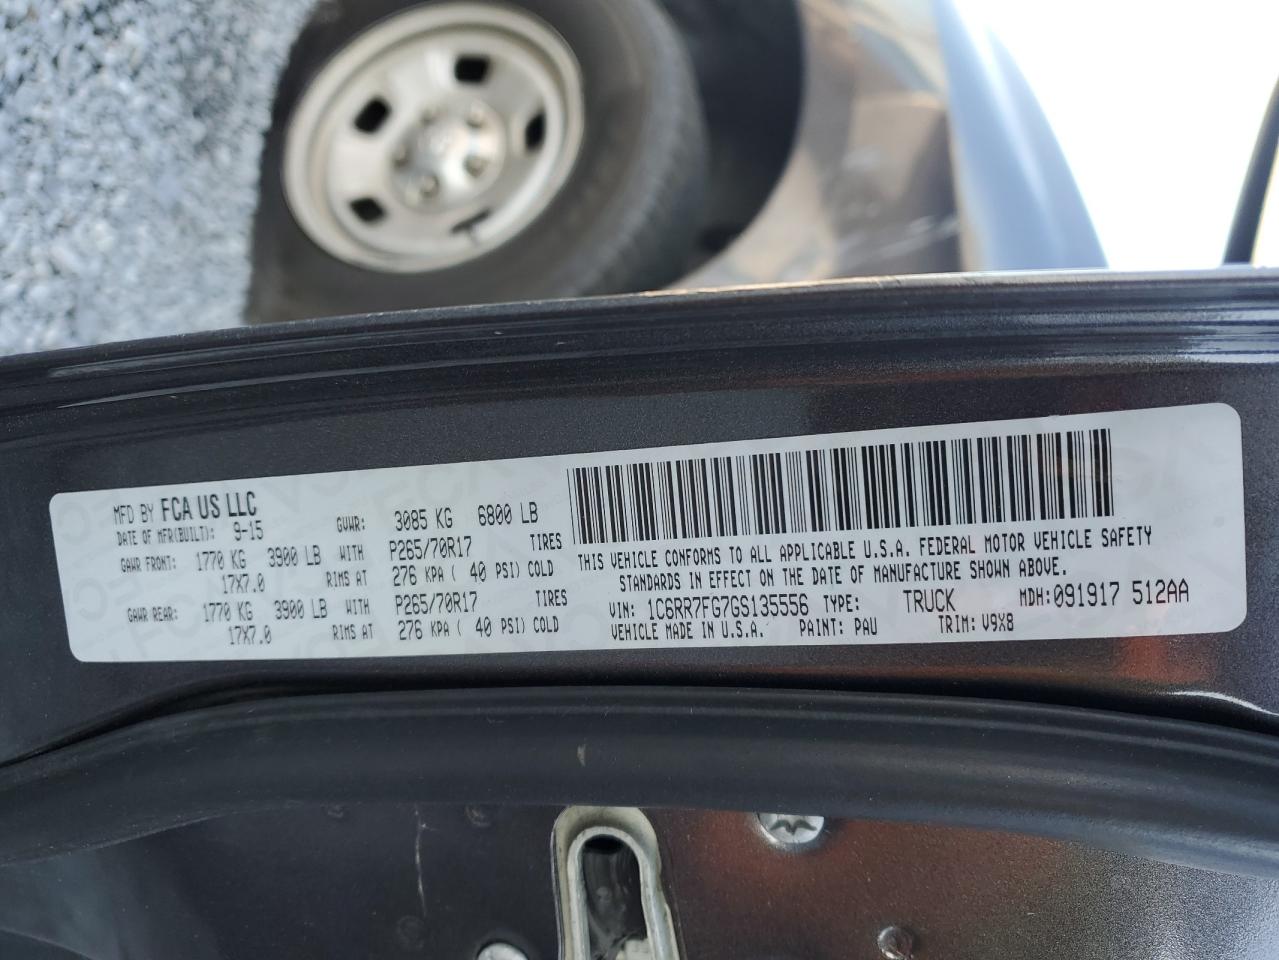 MFD BY FCA US LLC
DATE OF MFR(BUILT): 9-15 GVWR: 3085 KG 6800 LB
GAWR FRONT: 1770 KG 3900 LB WITH P265/70R17 TIRES
17X7.0 RIMS AT 276 KPA ( 40 PSI) COLD
GAWR REAR: 1770 KG 3900 LB WITH P265/70R17 TIRES
17X7.0 RIMS AT 276 KPA ( 40 PSI) COLD
THIS VEHICLE CONFORMS TO ALL APPLICABLE U.S.A. FEDERAL MOTOR VEHICLE SAFETY
STANDARDS IN EFFECT ON THE DATE OF MANUFACTURE SHOWN ABOVE.
VIN: 1C6RR7FG7GS135556 TYPE: TRUCK MDH: 091917 512AA
VEHICLE MADE IN U.S.A. PAINT: PAU TRIM: V9X8